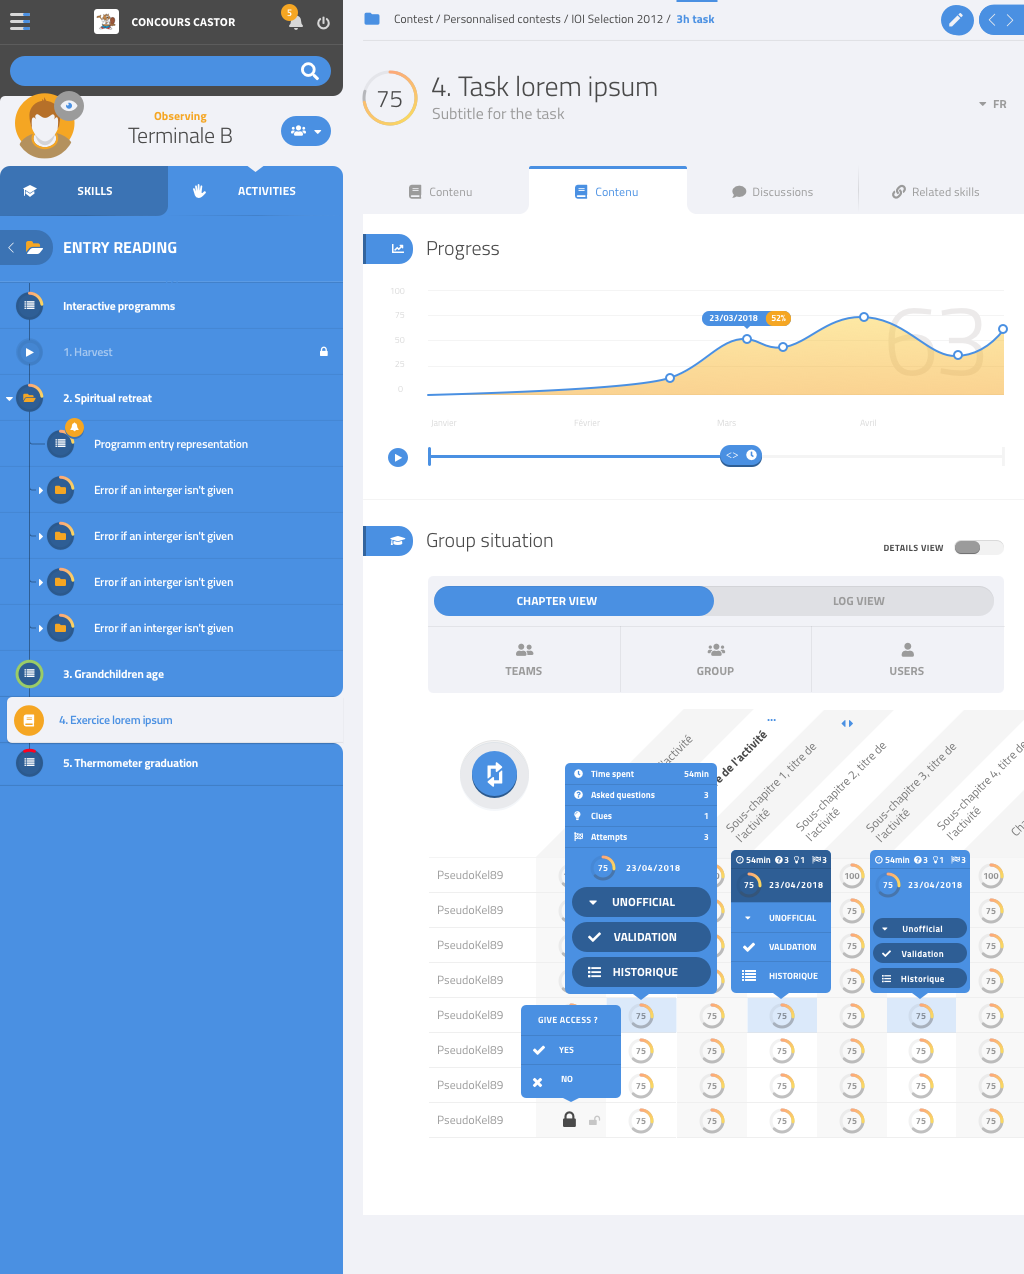 CONCOURS CASTOR
5
Observing
Terminale B
SKILLS
ACTIVITIES
ENTRY READING
Interactive programms
1. Harvest
2. Spiritual retreat
Programm entry representation
Error if an interger isn't given
Error if an interger isn't given
Error if an interger isn't given
Error if an interger isn't given
3. Grandchildren age
4. Exercice lorem ipsum
5. Thermometer graduation
Contest / Personnalised contests / IOI Selection 2012 / 3h task
75
4. Task lorem ipsum
Subtitle for the task
FR
Contenu
Contenu
Discussions
Related skills
Progress
100
75
50
25
0
23/03/2018 52%
63
Janvier
Février
Mars
Avril
Group situation
DETAILS VIEW
CHAPTER VIEW
LOG VIEW
TEAMS
GROUP
USERS
l'activité
re de l'activité
Sous-chapitre 1, titre de
l'activité
Sous-chapitre 2, titre de
l'activité
Sous-chapitre 3, titre de
l'activité
Sous-chapitre 4, titre de
l'activité
Time spent 54min
Asked questions 3
Clues 1
Attempts 3
75 23/04/2018
UNOFFICIAL
VALIDATION
HISTORIQUE
54min 3 1 3
75 23/04/2018
UNOFFICIAL
VALIDATION
HISTORIQUE
54min 3 1 3
75 23/04/2018
Unofficial
Validation
Historique
PseudoKel89 100 100
PseudoKel89 75 75
PseudoKel89 75 75
PseudoKel89 75 75
PseudoKel89 75 75 75 75 75 75
GIVE ACCESS ?
YES
NO
PseudoKel89 75 75 75 75 75 75
PseudoKel89 75 75 75 75 75 75
PseudoKel89 75 75 75 75 75 75